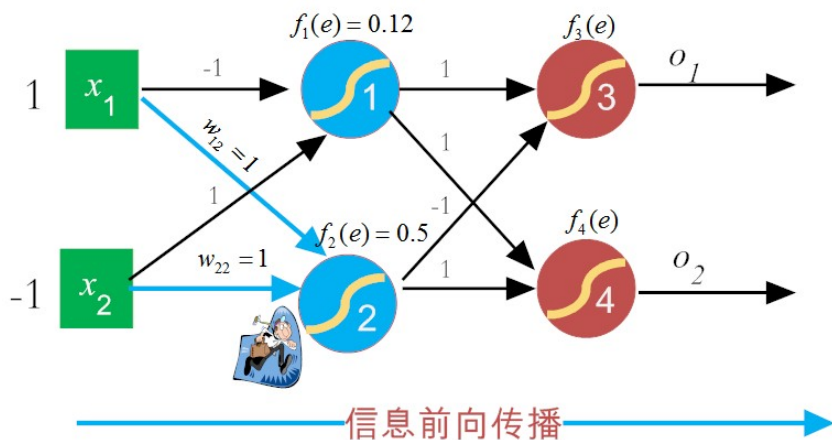 f₁(e) = 0.12
f₃(e)
1
x₁
-1
1
1
3
o₁
w₁₂ = 1
1
1
-1
f₂(e) = 0.5
f₄(e)
-1
x₂
w₂₂ = 1
2
1
4
o₂
信息前向传播